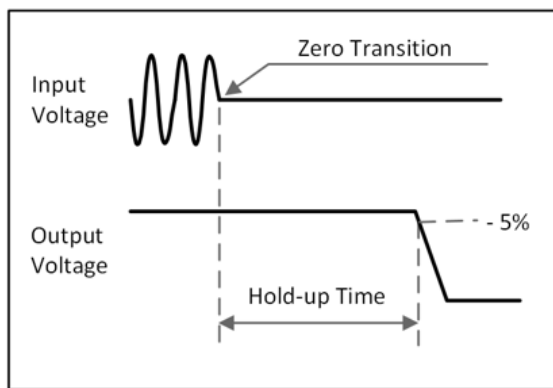 Zero Transition
Input
Voltage
Output
Voltage
- 5%
Hold-up Time